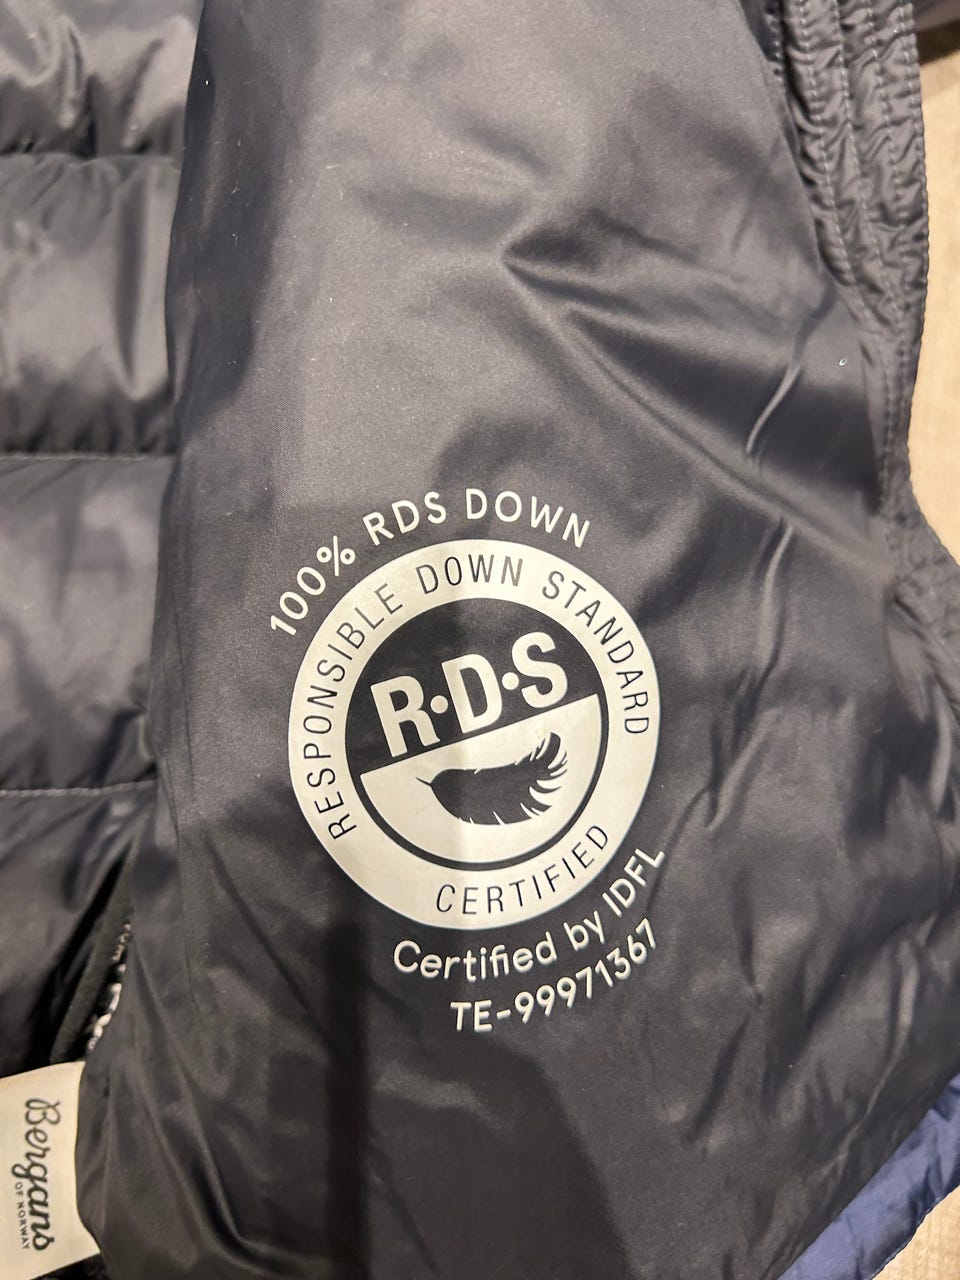 100% RDS DOWN
RESPONSIBLE DOWN STANDARD
R·D·S
CERTIFIED
Certified by IDFL
TE-99971367
Bergans
OF NORWAY